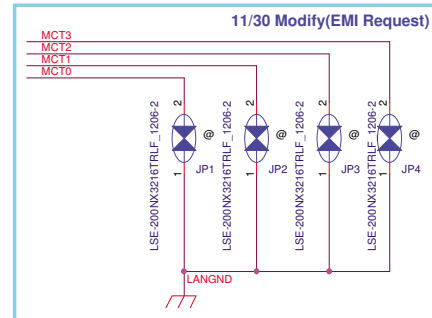 11/30 Modify(EMI Request)
MCT3
MCT2
MCT1
MCT0
LSE-200NX3216TRLF_1206-2
2
@
1
JP1
LSE-200NX3216TRLF_1206-2
2
@
1
JP2
LSE-200NX3216TRLF_1206-2
2
@
1
JP3
LSE-200NX3216TRLF_1206-2
2
@
1
JP4
LANGND